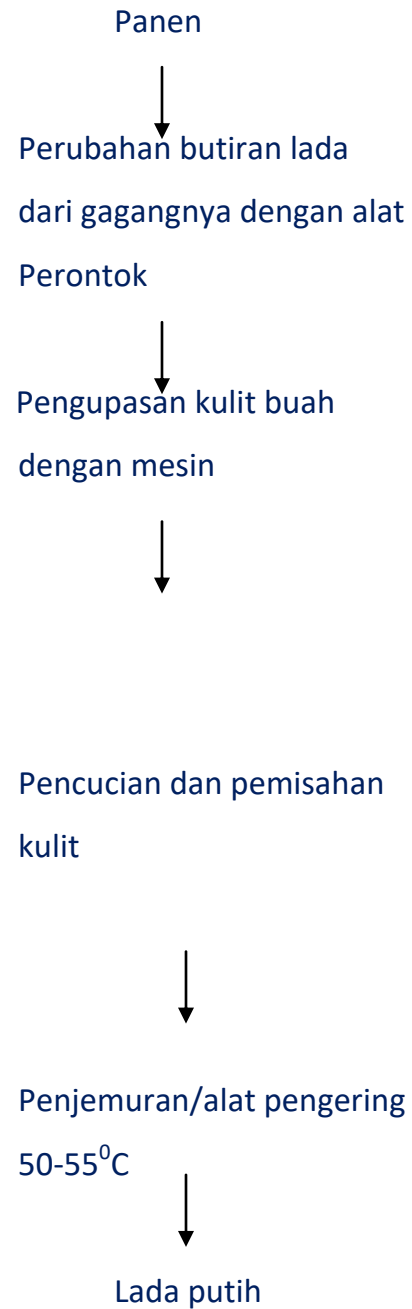 Panen
Perubahan butiran lada
dari gagangnya dengan alat
Perontok
Pengupasan kulit buah
dengan mesin
Pencucian dan pemisahan
kulit
Penjemuran/alat pengering
50-55⁰C
Lada putih